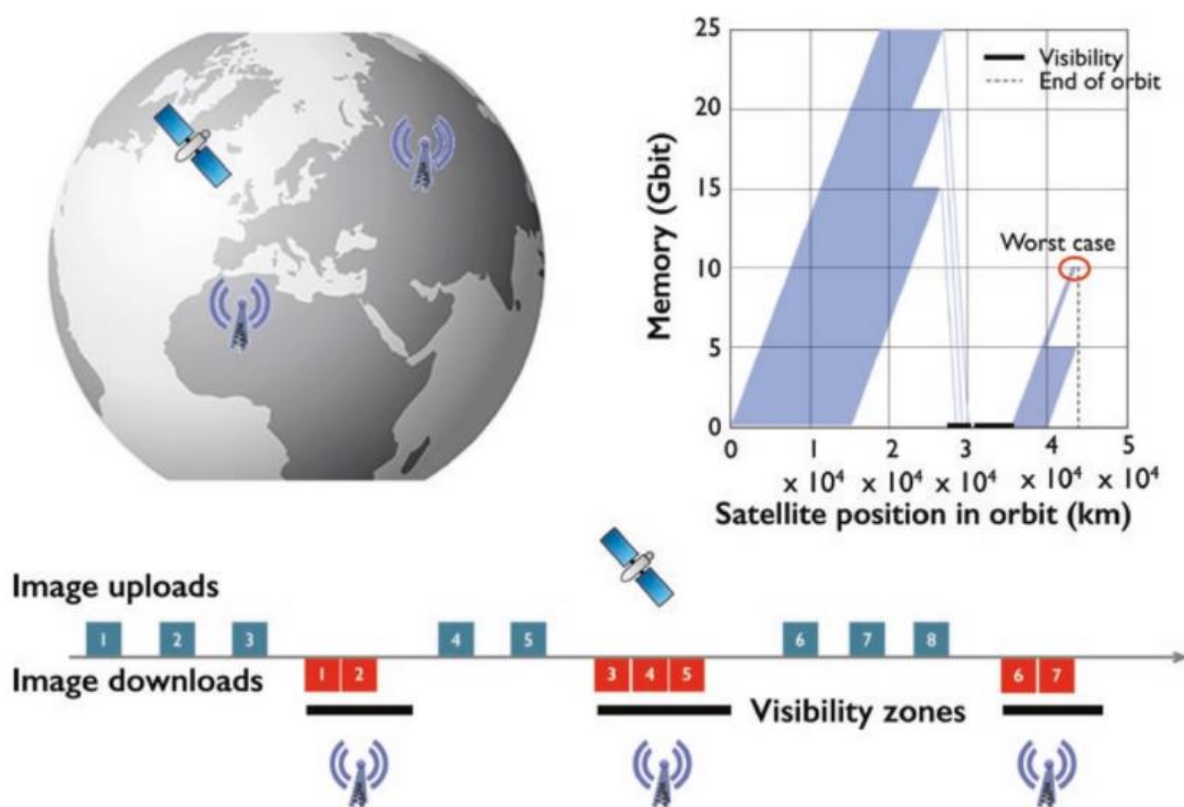 25
20
15
10
5
0
Memory (Gbit)
Visibility
End of orbit
Worst case
0 1 2 3 4 5
x 10⁴ x 10⁴ x 10⁴ x 10⁴ x 10⁴
Satellite position in orbit (km)
Image uploads
1 2 3 4 5 6 7 8
Image downloads
1 2 3 4 5 6 7
Visibility zones